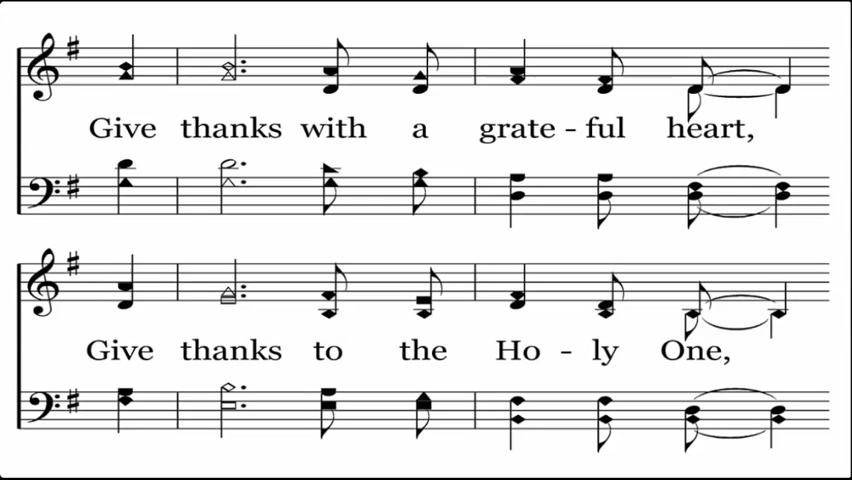 Give thanks with a grate - ful heart,
Give thanks to the Ho - ly One,